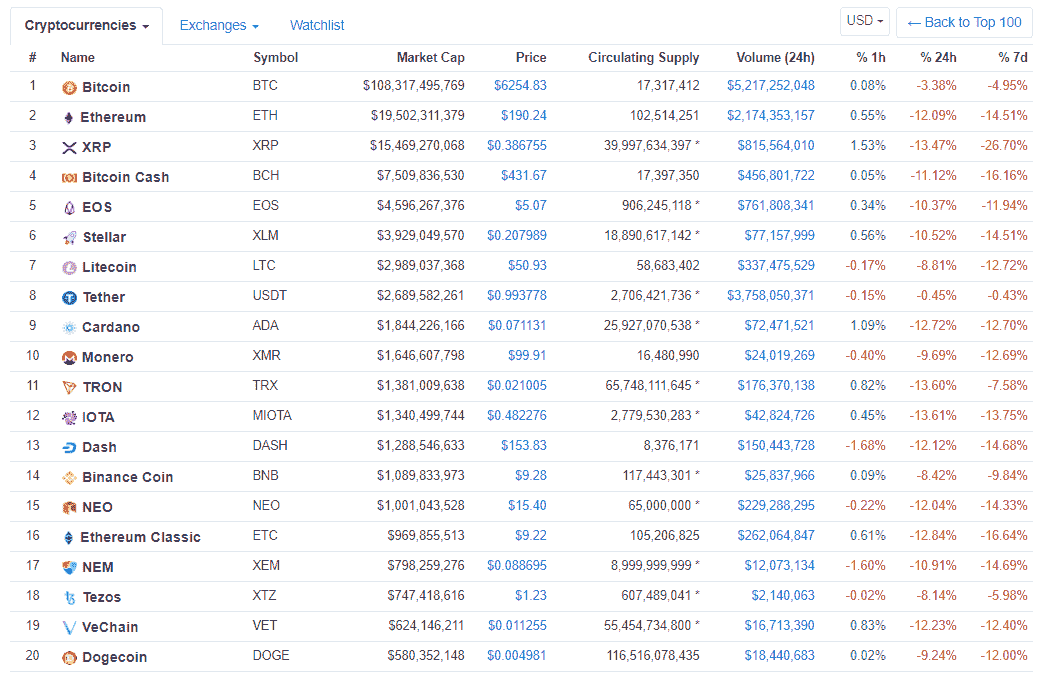 Cryptocurrencies Exchanges Watchlist USD ← Back to Top 100
# Name Symbol Market Cap Price Circulating Supply Volume (24h) % 1h % 24h % 7d
1 Bitcoin BTC $108,317,495,769 $6254.83 17,317,412 $5,217,252,048 0.08% -3.38% -4.95%
2 Ethereum ETH $19,502,311,379 $190.24 102,514,251 $2,174,353,157 0.55% -12.09% -14.51%
3 XRP XRP $15,469,270,068 $0.386755 39,997,634,397 * $815,564,010 1.53% -13.47% -26.70%
4 Bitcoin Cash BCH $7,509,836,530 $431.67 17,397,350 $456,801,722 0.05% -11.12% -16.16%
5 EOS EOS $4,596,267,376 $5.07 906,245,118 * $761,808,341 0.34% -10.37% -11.94%
6 Stellar XLM $3,929,049,570 $0.207989 18,890,617,142 * $77,157,999 0.56% -10.52% -14.51%
7 Litecoin LTC $2,989,037,368 $50.93 58,683,402 $337,475,529 -0.17% -8.81% -12.72%
8 Tether USDT $2,689,582,261 $0.993778 2,706,421,736 * $3,758,050,371 -0.15% -0.45% -0.43%
9 Cardano ADA $1,844,226,166 $0.071131 25,927,070,538 * $72,471,521 1.09% -12.72% -12.70%
10 Monero XMR $1,646,607,798 $99.91 16,480,990 $24,019,269 -0.40% -9.69% -12.69%
11 TRON TRX $1,381,009,638 $0.021005 65,748,111,645 * $176,370,138 0.82% -13.60% -7.58%
12 IOTA MIOTA $1,340,499,744 $0.482276 2,779,530,283 * $42,824,726 0.45% -13.61% -13.75%
13 Dash DASH $1,288,546,633 $153.83 8,376,171 $150,443,728 -1.68% -12.12% -14.68%
14 Binance Coin BNB $1,089,833,973 $9.28 117,443,301 * $25,837,966 0.09% -8.42% -9.84%
15 NEO NEO $1,001,043,528 $15.40 65,000,000 * $229,288,295 -0.22% -12.04% -14.33%
16 Ethereum Classic ETC $969,855,513 $9.22 105,206,825 $262,064,847 0.61% -12.84% -16.64%
17 NEM XEM $798,259,276 $0.088695 8,999,999,999 * $12,073,134 -1.60% -10.91% -14.69%
18 Tezos XTZ $747,418,616 $1.23 607,489,041 * $2,140,063 -0.02% -8.14% -5.98%
19 VeChain VET $624,146,211 $0.011255 55,454,734,800 * $16,713,390 0.83% -12.23% -12.40%
20 Dogecoin DOGE $580,352,148 $0.004981 116,516,078,435 $18,440,683 0.02% -9.24% -12.00%